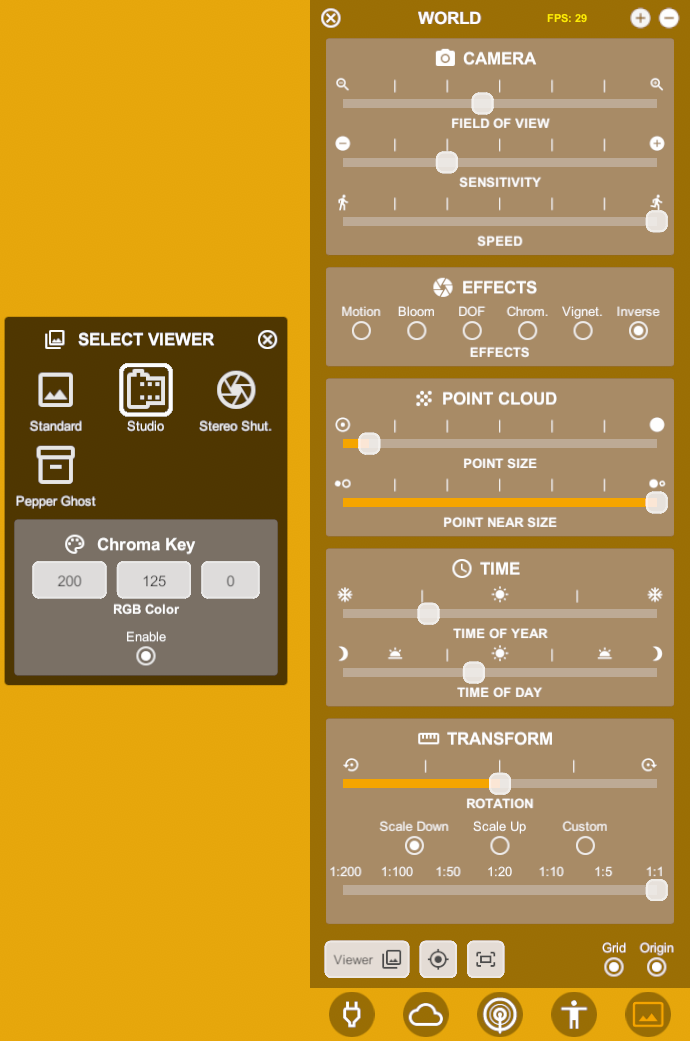 WORLD
FPS: 29
CAMERA
FIELD OF VIEW
SENSITIVITY
SPEED
EFFECTS
Motion Bloom DOF Chrom. Vignet. Inverse
EFFECTS
SELECT VIEWER
Standard Studio Stereo Shut.
Pepper Ghost
Chroma Key
200 125 0
RGB Color
Enable
POINT CLOUD
POINT SIZE
POINT NEAR SIZE
TIME
TIME OF YEAR
TIME OF DAY
TRANSFORM
ROTATION
Scale Down Scale Up Custom
1:200 1:100 1:50 1:20 1:10 1:5 1:1
Viewer
Grid Origin